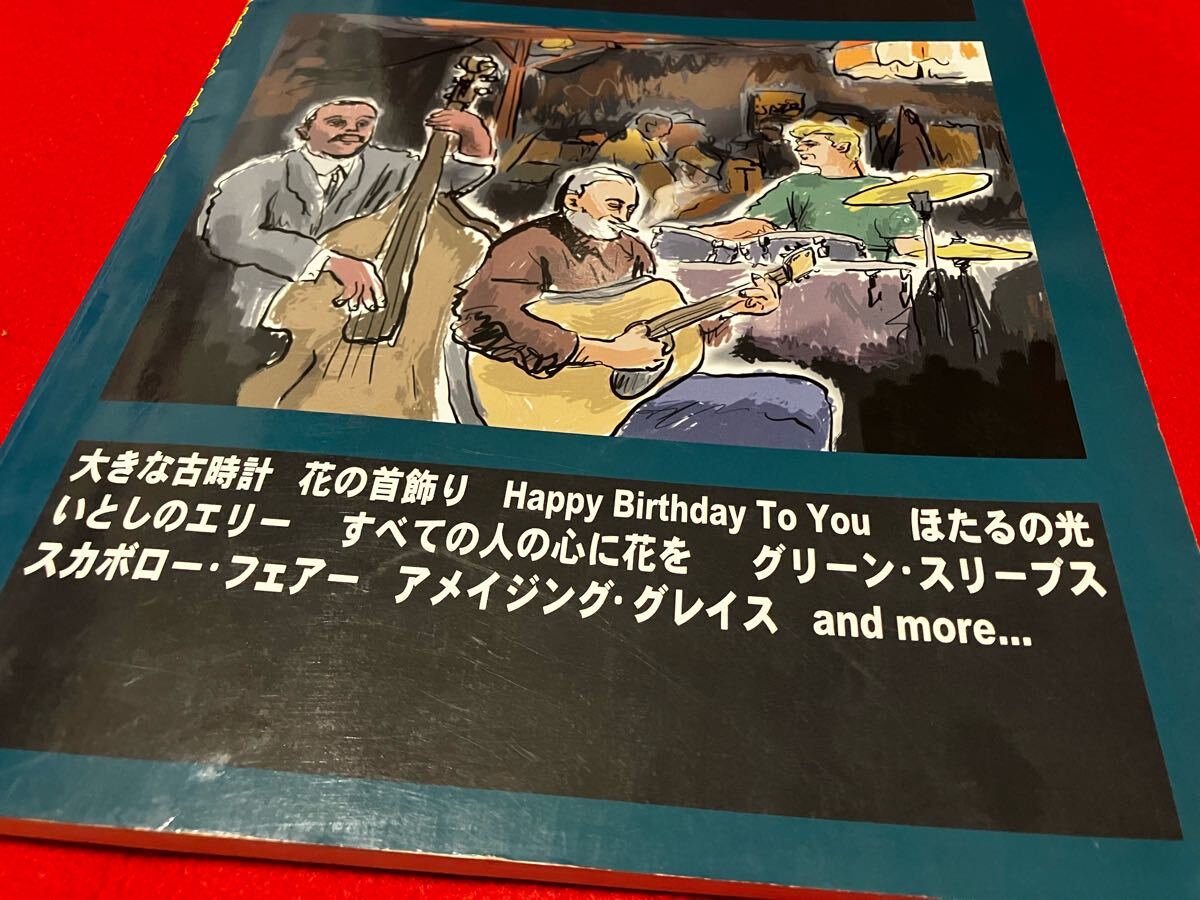 JAZZ
大きな古時計 花の首飾り Happy Birthday To You ほたるの光
いとしのエリー すべての人の心に花を グリーン・スリーブス
スカボロー・フェアー アメイジング・グレイス and more...